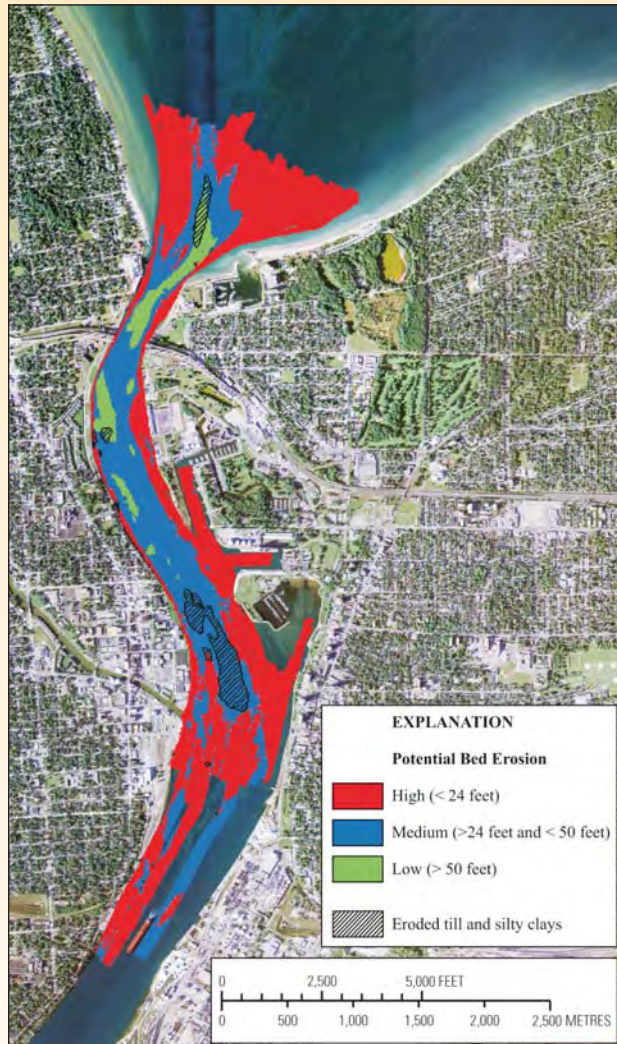 EXPLANATION
Potential Bed Erosion
High (< 24 feet)
Medium (>24 feet and < 50 feet)
Low (> 50 feet)
Eroded till and silty clays
0 2,500 5,000 FEET
0 500 1,000 1,500 2,000 2,500 METRES